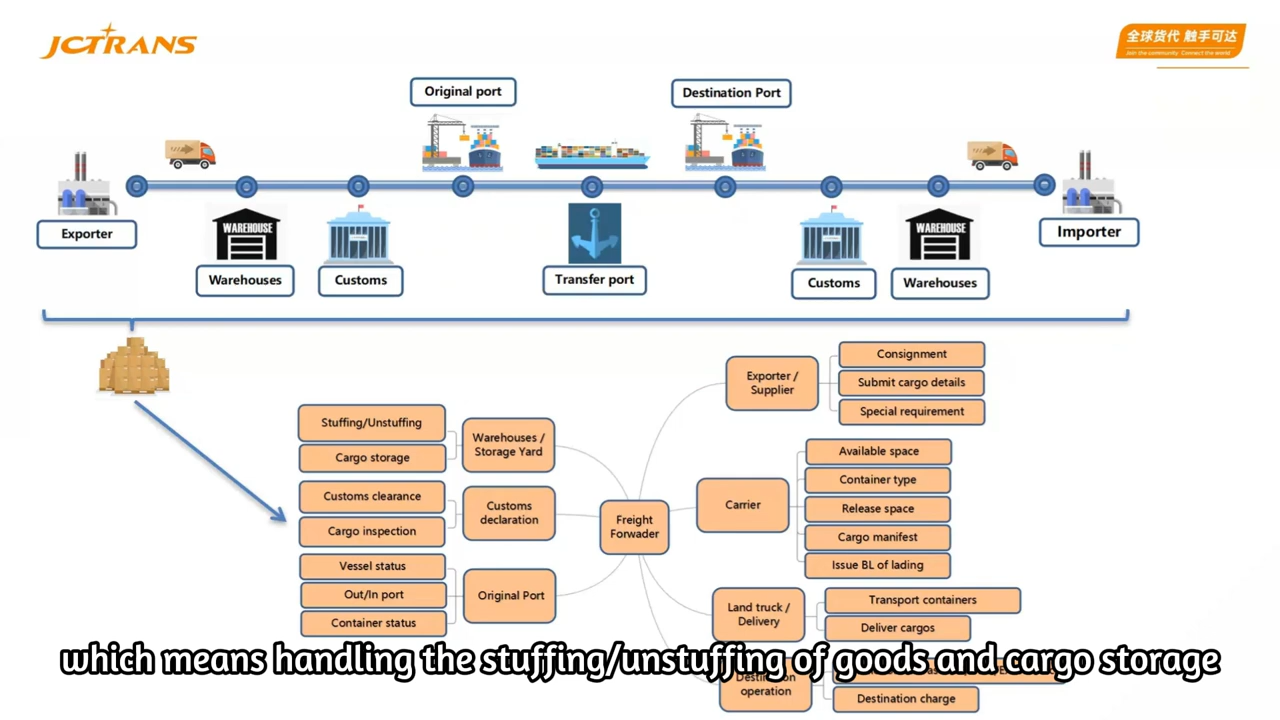 JCTRANS
全球货代 触手可达
Join the community Connect the world
Original port
Destination Port
Exporter
WAREHOUSE
Warehouses
Customs
Transfer port
Customs
WAREHOUSE
Warehouses
Importer
Stuffing/Unstuffing
Cargo storage
Warehouses /
Storage Yard
Customs clearance
Cargo inspection
Customs
declaration
Vessel status
Out/In port
Container status
Original Port
Freight
Forwader
Exporter /
Supplier
Consignment
Submit cargo details
Special requirement
Carrier
Available space
Container type
Release space
Cargo manifest
Issue BL of lading
Land truck /
Delivery
Transport containers
Deliver cargos
Destination
operation
Destination charge
which means handling the stuffing/unstuffing of goods and cargo storage